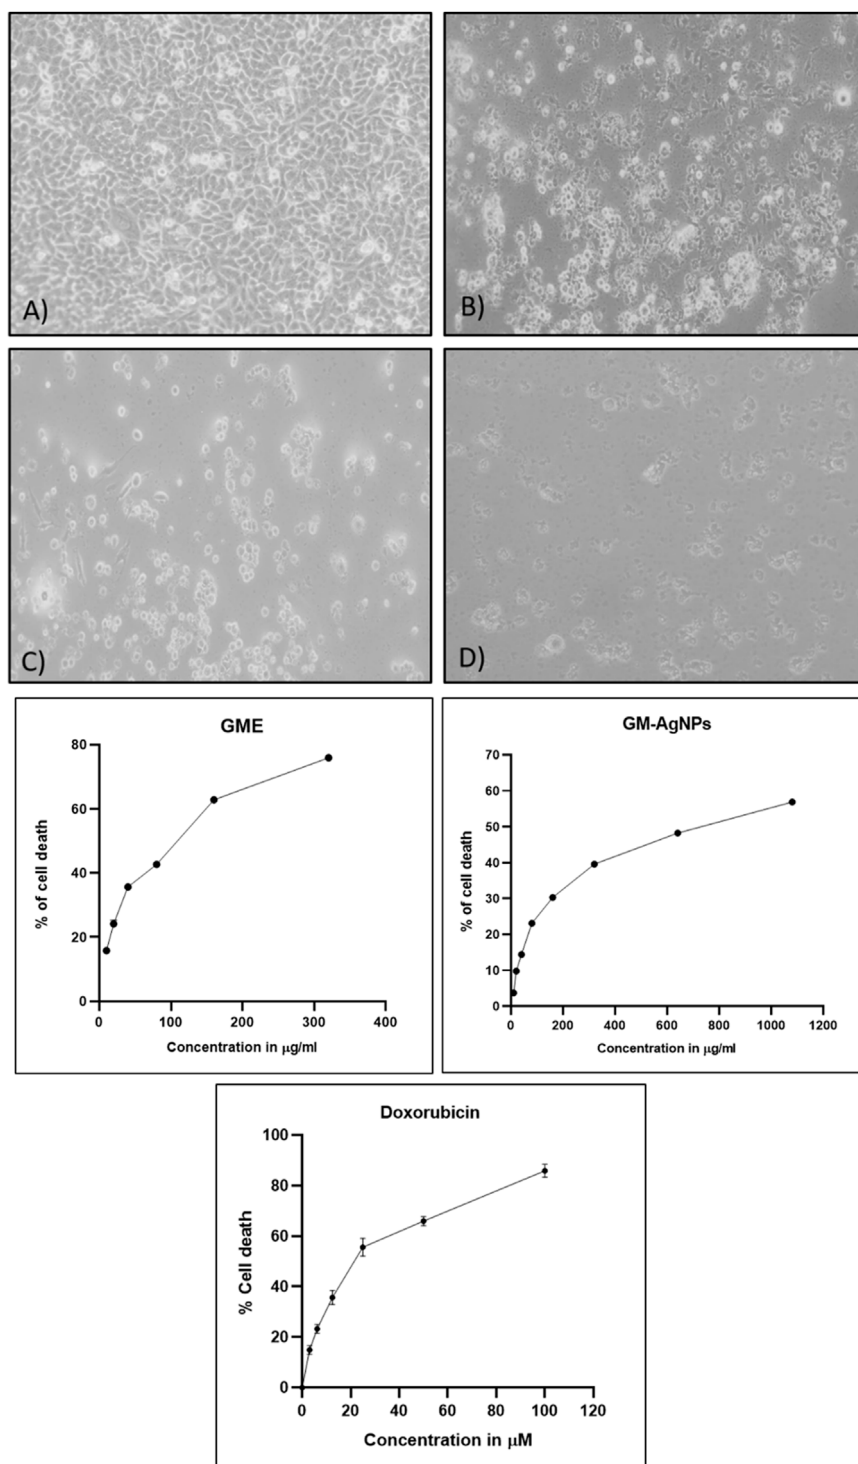 A)
B)
C)
D)
GME
80
60
40
20
0
% of cell death
0 100 200 300 400
Concentration in μg/ml
GM-AgNPs
70
60
50
40
30
20
10
0
% of cell death
0 200 400 600 800 1000 1200
Concentration in μg/ml
Doxorubicin
100
80
60
40
20
0
% Cell death
0 20 40 60 80 100 120
Concentration in μM